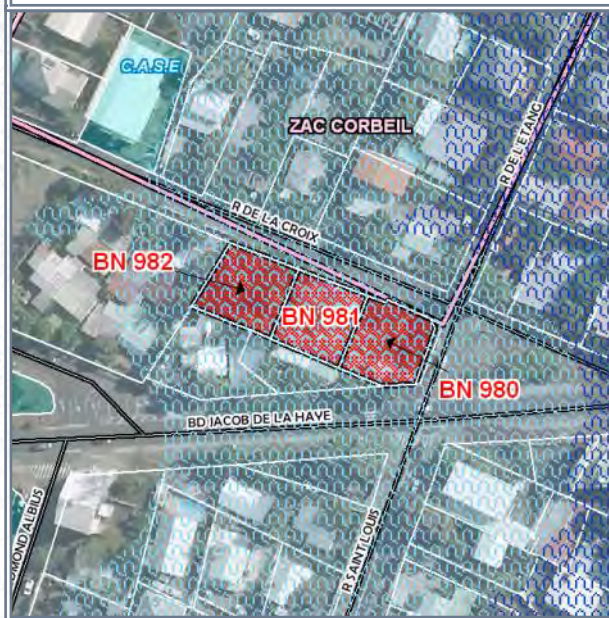 C.A.S.E
ZAC CORBEIL
R DE L'ETANG
R DE LA CROIX
BN 982
BN 981
BN 980
BD JACOB DE LA HAYE
R SAINT LOUIS
DMOND ALBIUS